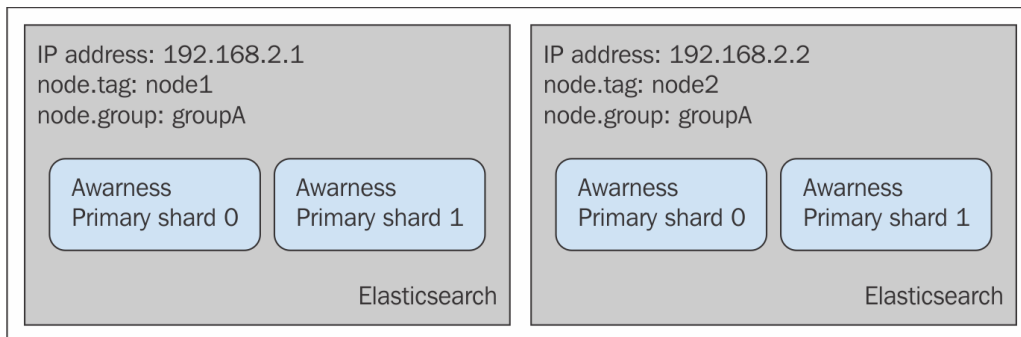 IP address: 192.168.2.1
node.tag: node1
node.group: groupA
Awarness
Primary shard 0
Awarness
Primary shard 1
Elasticsearch
IP address: 192.168.2.2
node.tag: node2
node.group: groupA
Awarness
Primary shard 0
Awarness
Primary shard 1
Elasticsearch